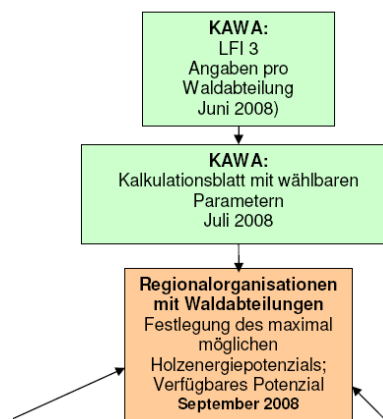 KAWA:
LFI 3
Angaben pro
Waldabteilung
Juni 2008)
KAWA:
Kalkulationsblatt mit wählbaren
Parametern
Juli 2008
Regionalorganisationen
mit Waldabteilungen
Festlegung des maximal
möglichen
Holzenergiepotenzials;
Verfügbares Potenzial
September 2008